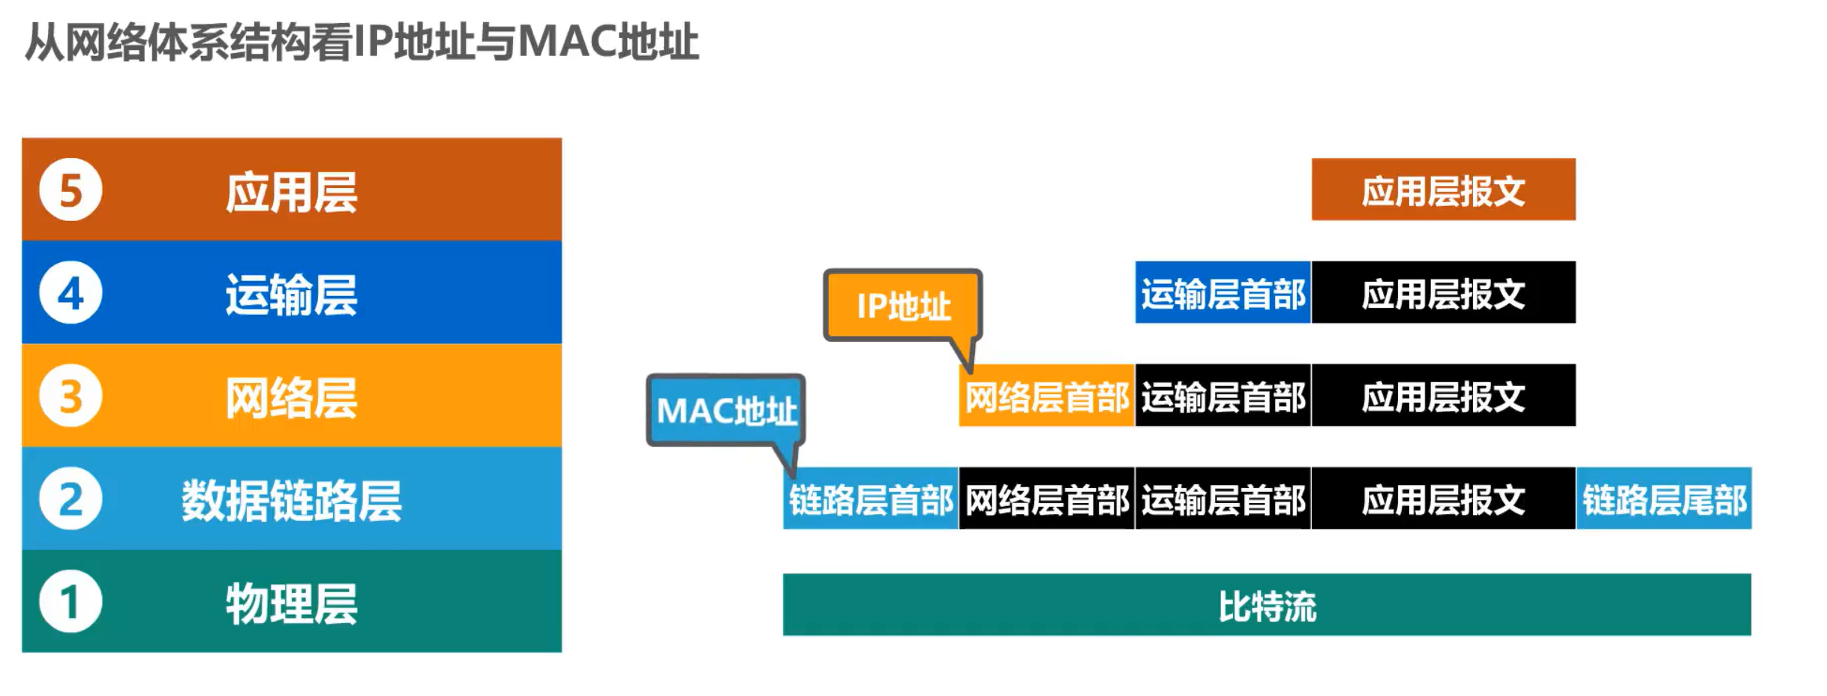 从网络体系结构看IP地址与MAC地址
5 应用层 应用层报文
4 运输层 运输层首部 应用层报文
IP地址
3 网络层 网络层首部 运输层首部 应用层报文
MAC地址
2 数据链路层 链路层首部 网络层首部 运输层首部 应用层报文 链路层尾部
1 物理层 比特流